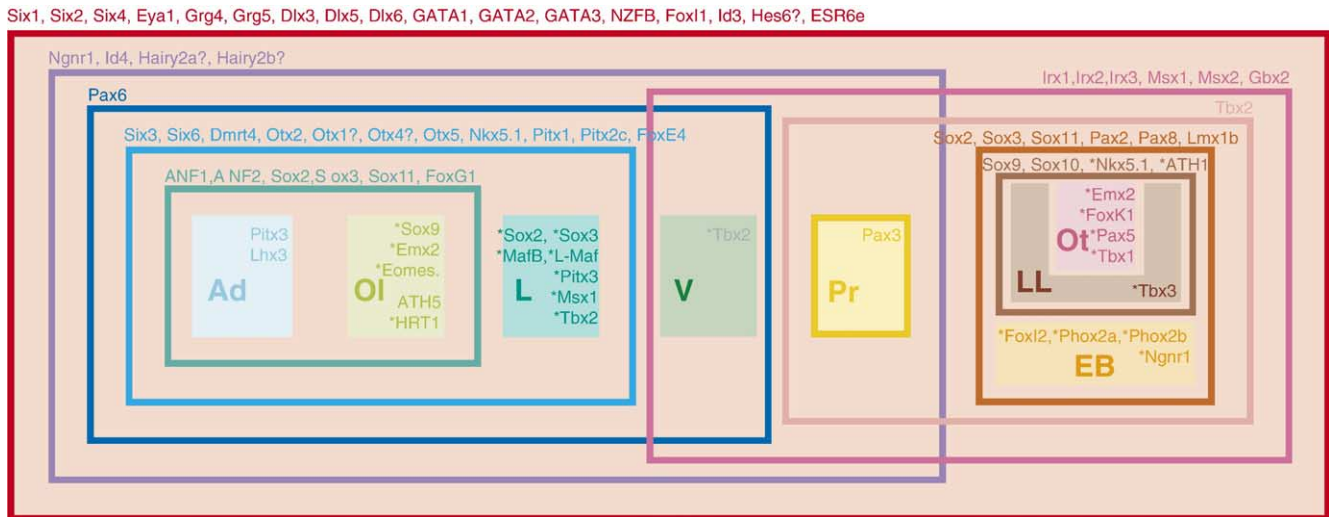 Six1, Six2, Six4, Eya1, Grg4, Grg5, Dlx3, Dlx5, Dlx6, GATA1, GATA2, GATA3, NZFB, FoxI1, Id3, Hes6?, ESR6e
Ngnr1, Id4, Hairy2a?, Hairy2b?
Irx1,Irx2,Irx3, Msx1, Msx2, Gbx2
Pax6
Tbx2
Six3, Six6, Dmrt4, Otx2, Otx1?, Otx4?, Otx5, Nkx5.1, Pitx1, Pitx2c, FoxE4
Sox2, Sox3, Sox11, Pax2, Pax8, Lmx1b
ANF1,A NF2, Sox2,S ox3, Sox11, FoxG1
Sox9, Sox10, *Nkx5.1, *ATH1
Pitx3
Lhx3
Ad
*Sox9
*Emx2
*Eomes.
Ol
ATH5
*HRT1
*Sox2, *Sox3
*MafB,*L-Maf
*Pitx3
L
*Msx1
*Tbx2
*Tbx2
V
Pax3
Pr
*Emx2
*FoxK1
Ot
*Pax5
*Tbx1
LL
*Tbx3
*FoxI2,*Phox2a,*Phox2b
*Ngnr1
EB